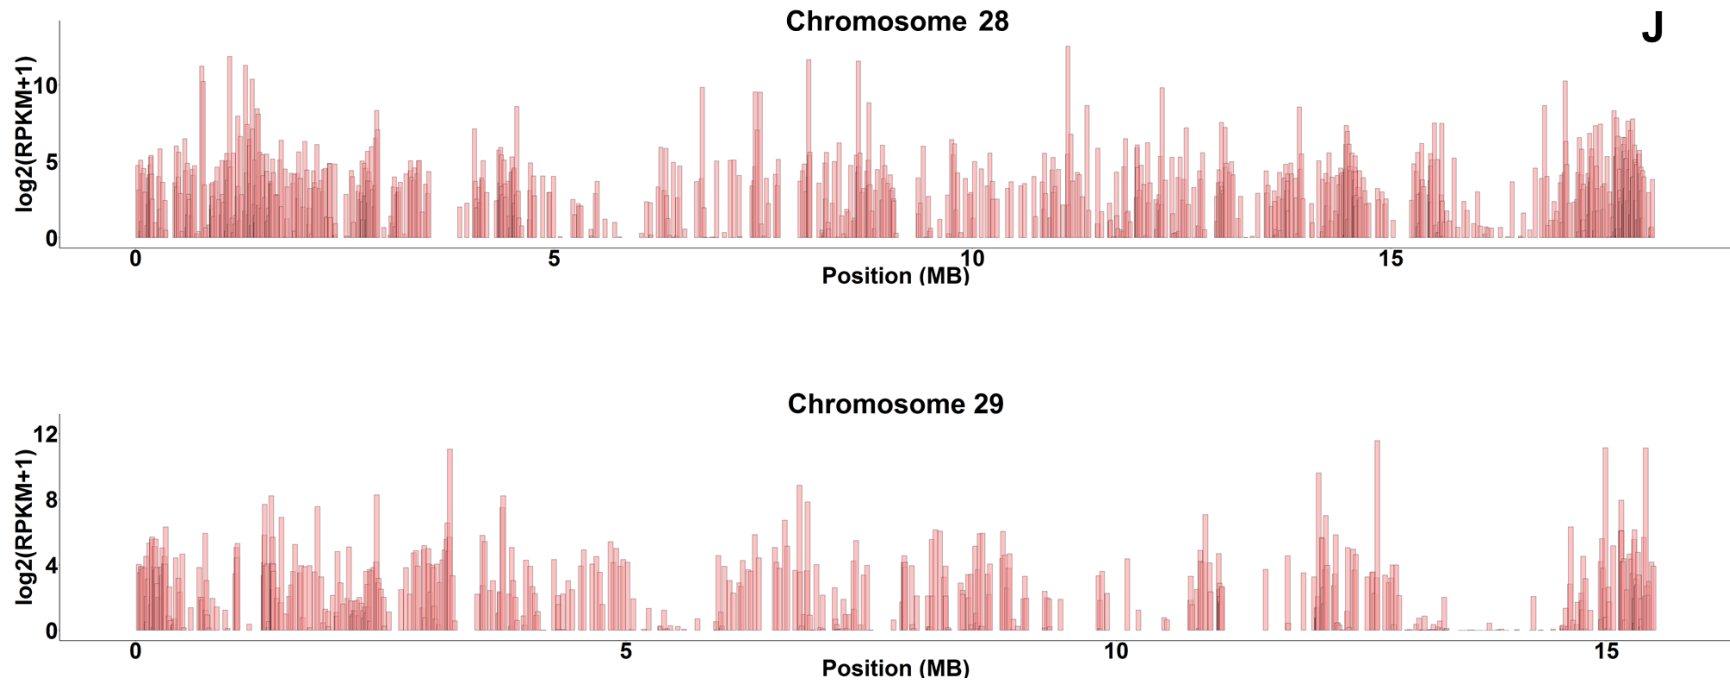 Chromosome 28
J
log2(RPKM+1)
10
5
0
0 5 10 15
Position (MB)
Chromosome 29
log2(RPKM+1)
12
8
4
0
0 5 10 15
Position (MB)